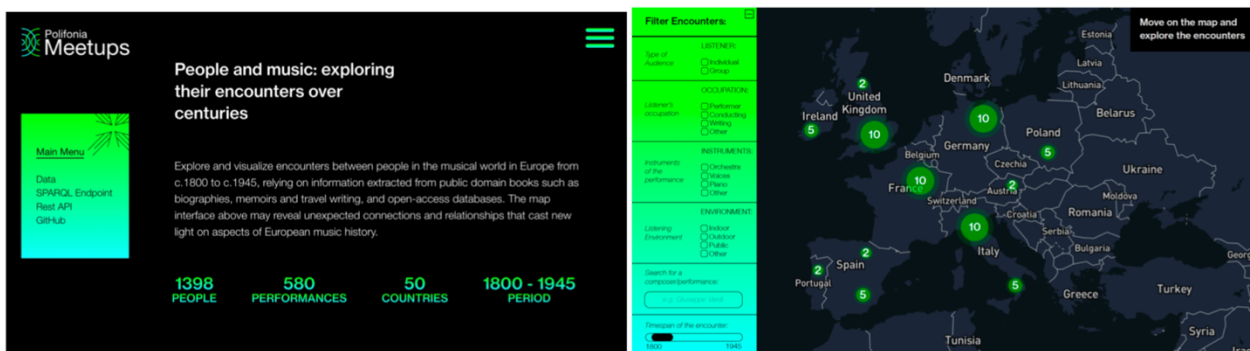 Polifonia
Meetups
People and music: exploring
their encounters over
centuries
Main Menu
Data
SPARQL Endpoint
Rest API
GitHub
Explore and visualize encounters between people in the musical world in Europe from
c.1800 to c.1945, relying on information extracted from public domain books such as
biographies, memoirs and travel writing, and open-access databases. The map
interface above may reveal unexpected connections and relationships that cast new
light on aspects of European music history.
1398
PEOPLE
580
PERFORMANCES
50
COUNTRIES
1800 - 1945
PERIOD
Filter Encounters:
Type of
Audience
LISTENER:
Individual
Group
Listener's
occupation
OCCUPATION:
Performer
Conducting
Writing
Other
Instruments
of the
performance
INSTRUMENTS:
Orchestra
Voices
Piano
Other
Listening
Environment
ENVIRONMENT:
Indoor
Outdoor
Public
Other
Search for a
composer/performance:
e.g. Giuseppe Verdi
Timespan of the encounter:
1800
1945
Move on the map and
explore the encounters
Estonia
Latvia
Lithuania
Denmark
2
United
Kingdom
Ireland
5
10
10
Belarus
Poland
5
Germany
Belgium
Czechia
Ukraine
10
France
Austria
2
Moldova
Switzerland
Croatia
Romania
10
Serbia
Italy
Bulgaria
Georg
2
Spain
2
Portugal
5
5
Greece
Turkey
Syria
Tunisia